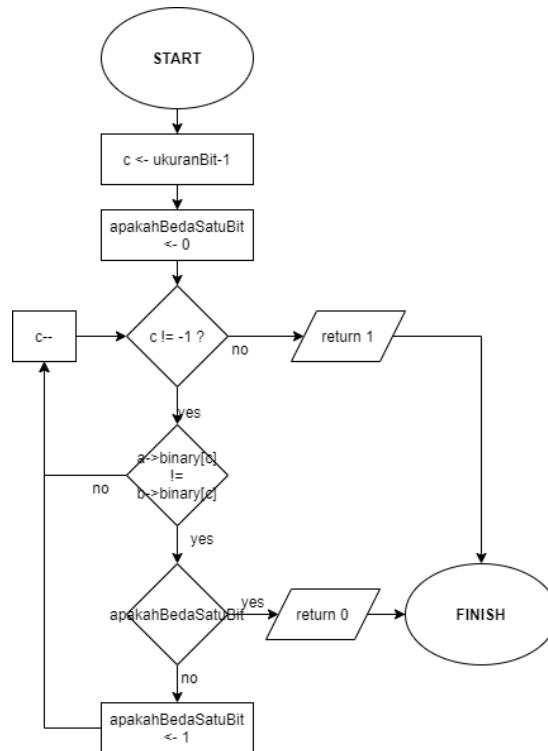 START
c <- ukuranBit-1
apakahBedaSatuBit
<- 0
c--
c != -1 ?
no
return 1
yes
a->binary[c]
!=
b->binary[c]
no
yes
apakahBedaSatuBit
yes
return 0
FINISH
no
apakahBedaSatuBit
<- 1